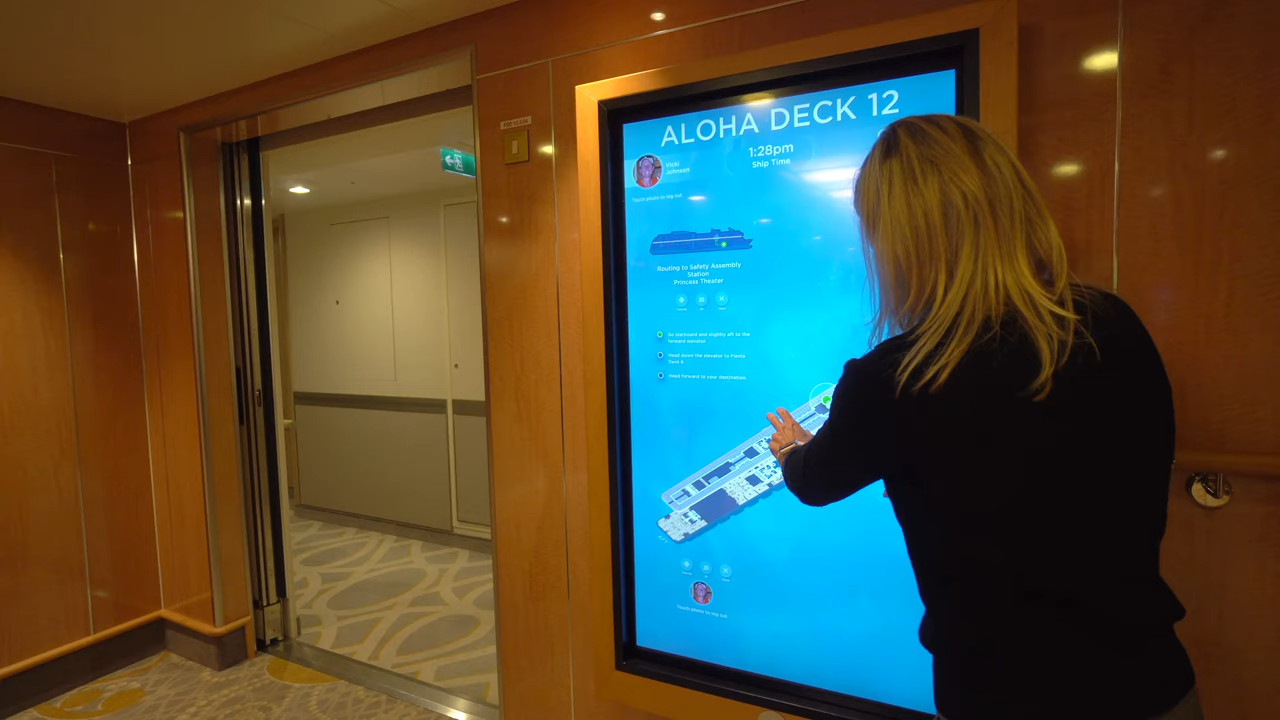 ALOHA DECK 12
1:28pm
Ship Time
Vicki
Johnson
Touch photo to log out
Routing to Safety Assembly
Station
Princess Theater
Go starboard and slightly aft to the
forward elevator.
Head down the elevator to Fiesta
Deck 6
Head forward to your destination.
AFT
Touch photo to log out